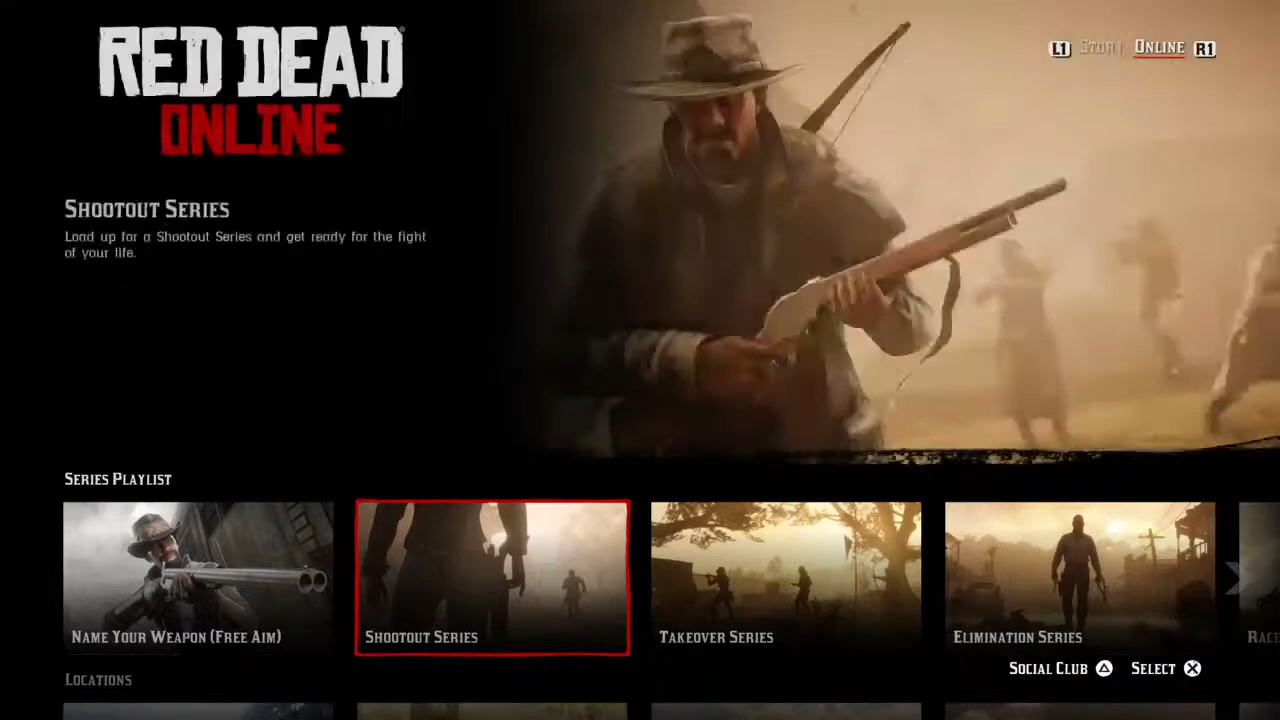 RED DEAD
ONLINE
L1 STORY ONLINE R1
SHOOTOUT SERIES
Load up for a Shootout Series and get ready for the fight
of your life.
SERIES PLAYLIST
NAME YOUR WEAPON (FREE AIM)
SHOOTOUT SERIES
TAKEOVER SERIES
ELIMINATION SERIES
RACE
SOCIAL CLUB
SELECT
LOCATIONS